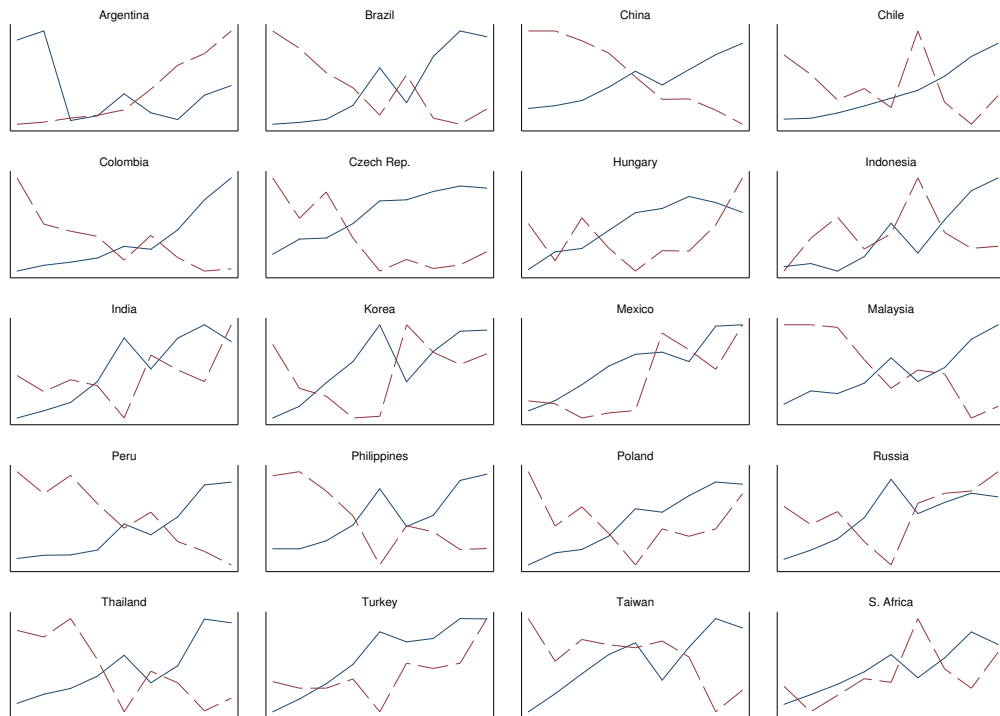 Argentina
Brazil
China
Chile
Colombia
Czech Rep.
Hungary
Indonesia
India
Korea
Mexico
Malaysia
Peru
Philippines
Poland
Russia
Thailand
Turkey
Taiwan
S. Africa